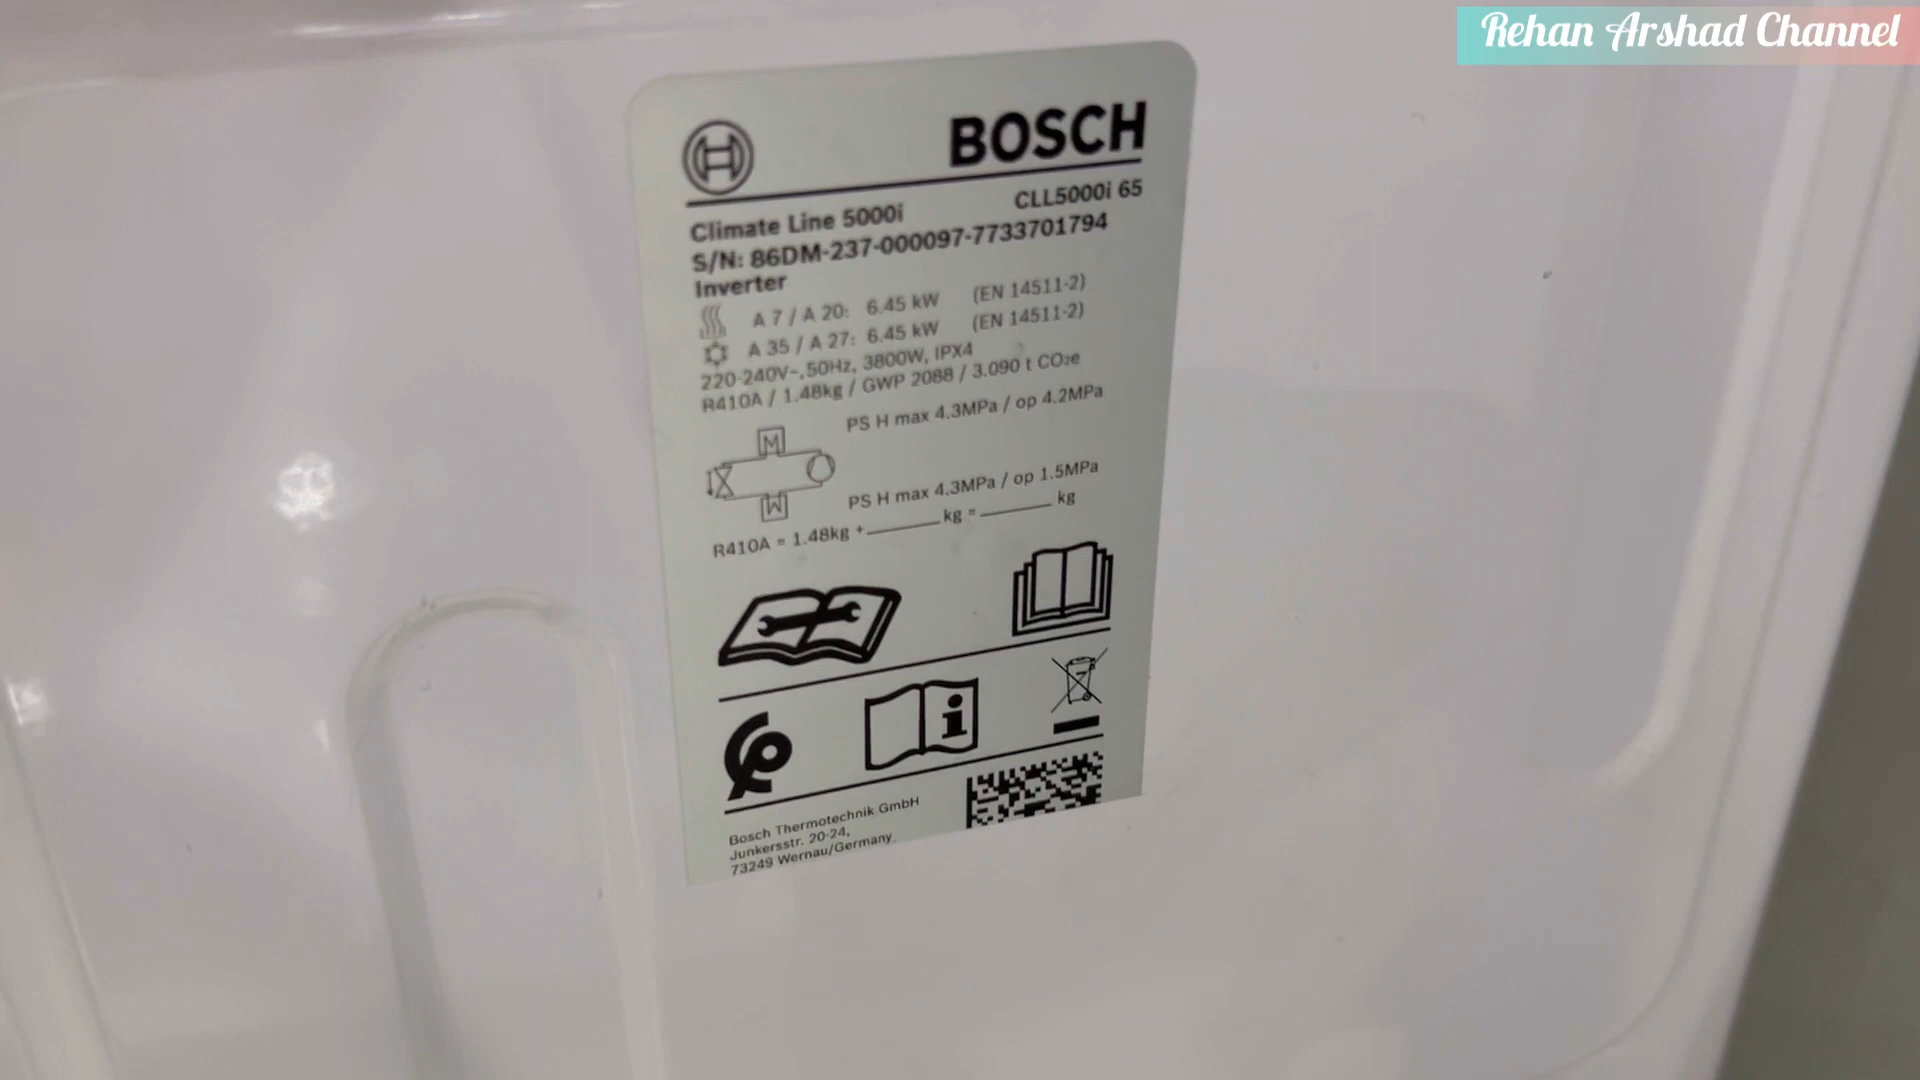 Rehan Arshad Channel
BOSCH
Climate Line 5000i CLL5000i 65
S/N: 86DM-237-000097-7733701794
Inverter
A 7 / A 20: 6.45 kW (EN 14511-2)
A 35 / A 27: 6.45 kW (EN 14511-2)
220-240V~,50Hz, 3800W, IPX4
R410A / 1.48kg / GWP 2088 / 3.090 t CO₂e
PS H max 4.3MPa / op 4.2MPa
M
M
PS H max 4.3MPa / op 1.5MPa
R410A = 1.48kg +______kg = ______ kg
i
Bosch Thermotechnik GmbH
Junkersstr. 20-24,
73249 Wernau/Germany